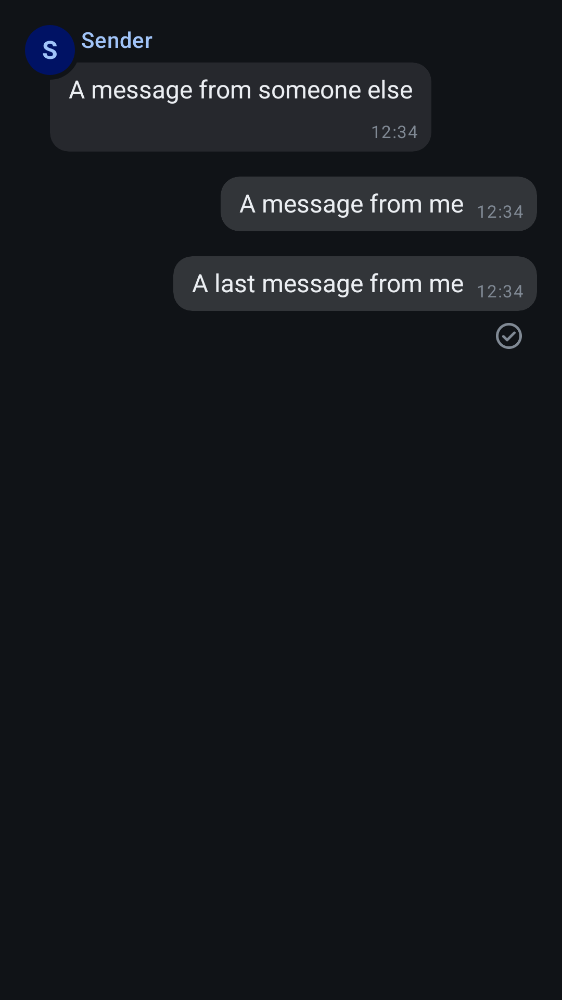 S
Sender
A message from someone else
12:34
A message from me 12:34
A last message from me 12:34